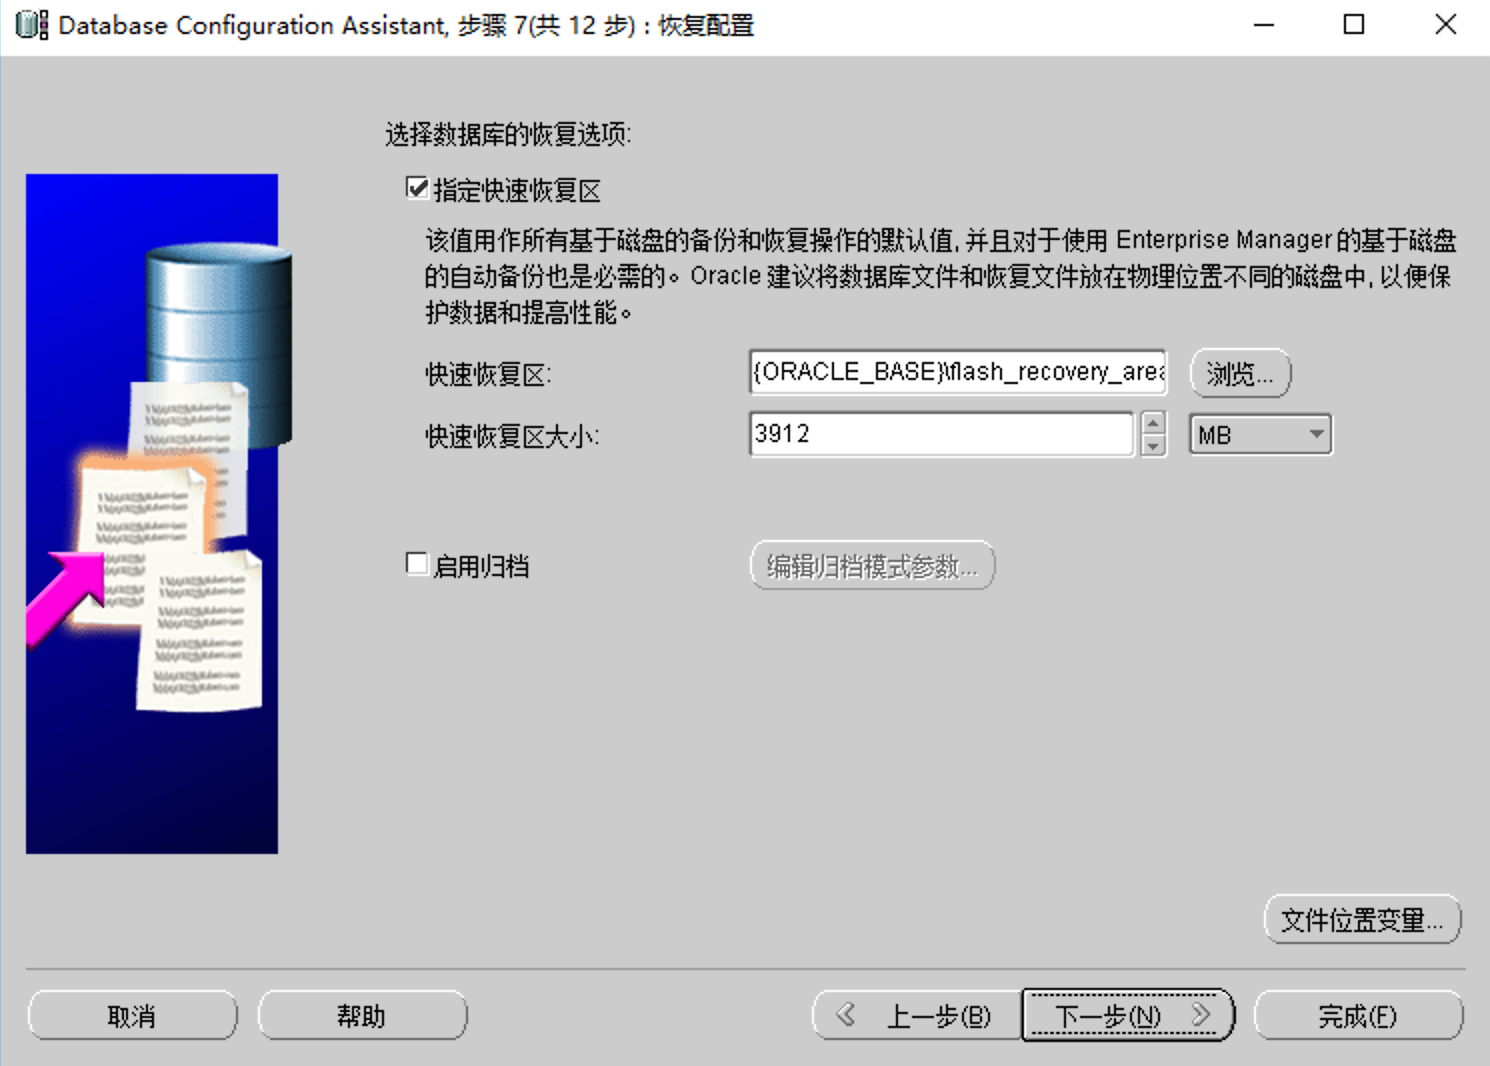 Database Configuration Assistant, 步骤 7(共 12 步) : 恢复配置
选择数据库的恢复选项:
指定快速恢复区
该值用作所有基于磁盘的备份和恢复操作的默认值, 并且对于使用 Enterprise Manager 的基于磁盘
的自动备份也是必需的。Oracle 建议将数据库文件和恢复文件放在物理位置不同的磁盘中, 以便保
护数据和提高性能。
快速恢复区: {ORACLE_BASE}\flash_recovery_area 浏览...
快速恢复区大小: 3912 MB
启用归档 编辑归档模式参数...
文件位置变量...
取消 帮助 上一步(B) 下一步(N) 完成(F)